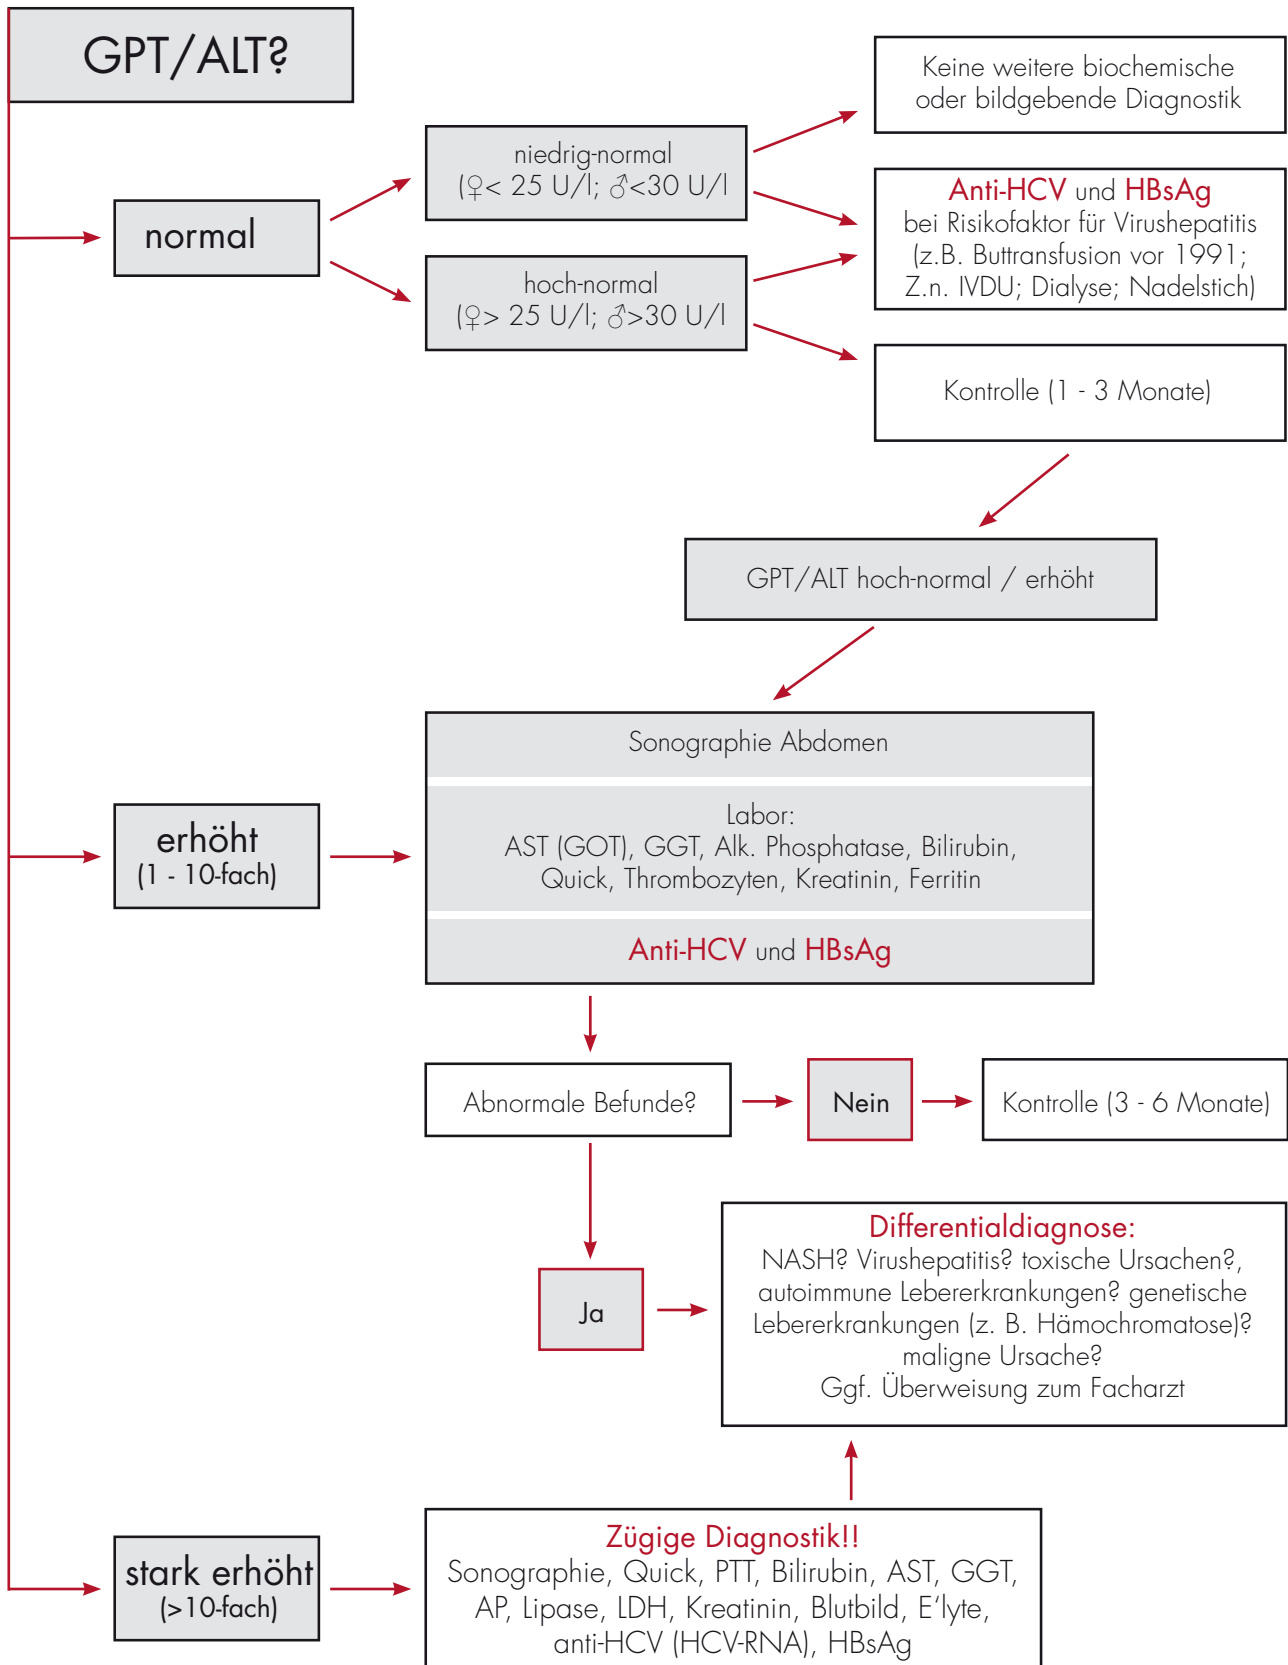 GPT/ALT?
Keine weitere biochemische
oder bildgebende Diagnostik
niedrig-normal
(♀< 25 U/l; ♂<30 U/l
Anti-HCV und HBsAg
bei Risikofaktor für Virushepatitis
(z.B. Buttransfusion vor 1991;
Z.n. IVDU; Dialyse; Nadelstich)
normal
hoch-normal
(♀> 25 U/l; ♂>30 U/l
Kontrolle (1 - 3 Monate)
GPT/ALT hoch-normal / erhöht
Sonographie Abdomen
erhöht
(1 - 10-fach)
Labor:
AST (GOT), GGT, Alk. Phosphatase, Bilirubin,
Quick, Thrombozyten, Kreatinin, Ferritin
Anti-HCV und HBsAg
Abnormale Befunde?
Nein
Kontrolle (3 - 6 Monate)
Ja
Differentialdiagnose:
NASH? Virushepatitis? toxische Ursachen?,
autoimmune Lebererkrankungen? genetische
Lebererkrankungen (z. B. Hämochromatose)?
maligne Ursache?
Ggf. Überweisung zum Facharzt
stark erhöht
(>10-fach)
Zügige Diagnostik!!
Sonographie, Quick, PTT, Bilirubin, AST, GGT,
AP, Lipase, LDH, Kreatinin, Blutbild, E‘lyte,
anti-HCV (HCV-RNA), HBsAg